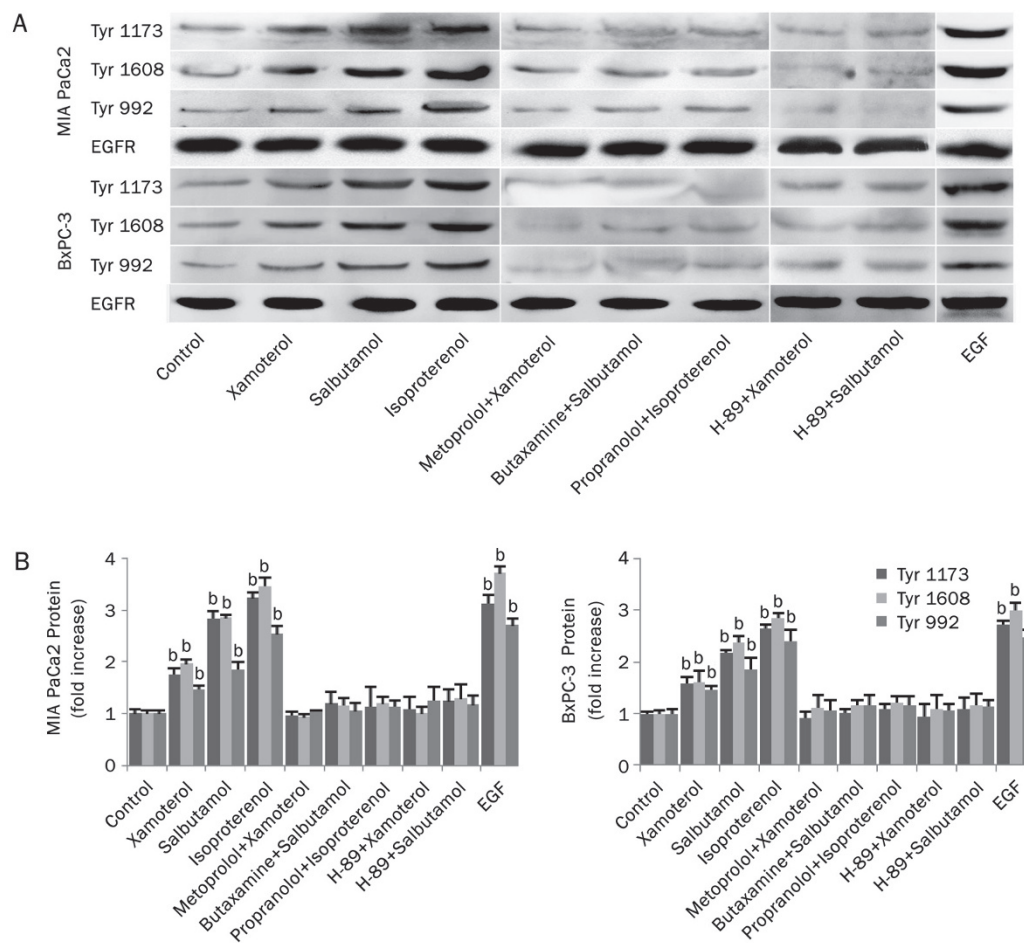 A
MIA PaCa2
Tyr 1173
Tyr 1608
Tyr 992
EGFR
BxPC-3
Tyr 1173
Tyr 1608
Tyr 992
EGFR
Control
Xamoterol
Salbutamol
Isoproterenol
Metoprolol+Xamoterol
Butaxamine+Salbutamol
Propranolol+Isoproterenol
H-89+Xamoterol
H-89+Salbutamol
EGF
B
MIA PaCa2 Protein
(fold increase)
4
3
2
1
0
b b b
b b b
b b b
b b b
Control
Xamoterol
Salbutamol
Isoproterenol
Metoprolol+Xamoterol
Butaxamine+Salbutamol
Propranolol+Isoproterenol
H-89+Xamoterol
H-89+Salbutamol
EGF
BxPC-3 Protein
(fold increase)
4
3
2
1
0
b b b
b b b
b b b
b b
Tyr 1173
Tyr 1608
Tyr 992
Control
Xamoterol
Salbutamol
Isoproterenol
Metoprolol+Xamoterol
Butaxamine+Salbutamol
Propranolol+Isoproterenol
H-89+Xamoterol
H-89+Salbutamol
EGF